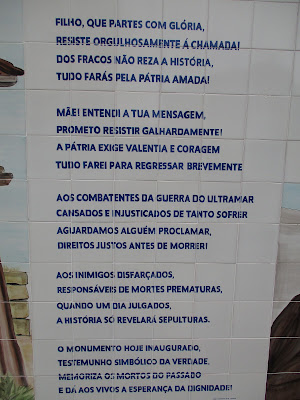 FILHO, QUE PARTES COM GLÓRIA,
RESISTE ORGULHOSAMENTE Á CHAMADA!
DOS FRACOS NÃO REZA A HISTÓRIA,
TUDO FARÁS PELA PÁTRIA AMADA!
MÃE! ENTENDI A TUA MENSAGEM,
PROMETO RESISTIR GALHARDAMENTE!
A PÁTRIA EXIGE VALENTIA E CORAGEM
TUDO FAREI PARA REGRESSAR BREVEMENTE
AOS COMBATENTES DA GUERRA DO ULTRAMAR
CANSADOS E INJUSTIÇADOS DE TANTO SOFRER
AGUARDAMOS ALGUÉM PROCLAMAR,
DIREITOS JUSTOS ANTES DE MORRER!
AOS INIMIGOS DISFARÇADOS,
RESPONSÁVEIS DE MORTES PREMATURAS,
QUANDO UM DIA JULGADOS,
A HISTÓRIA SÓ REVELARÁ SEPULTURAS.
O MONUMENTO HOJE INAUGURADO,
TESTEMUNHO SIMBÓLICO DA VERDADE,
MEMORIZA OS MORTOS DO PASSADO
E DÁ AOS VIVOS A ESPERANÇA DA DIGNIDADE!